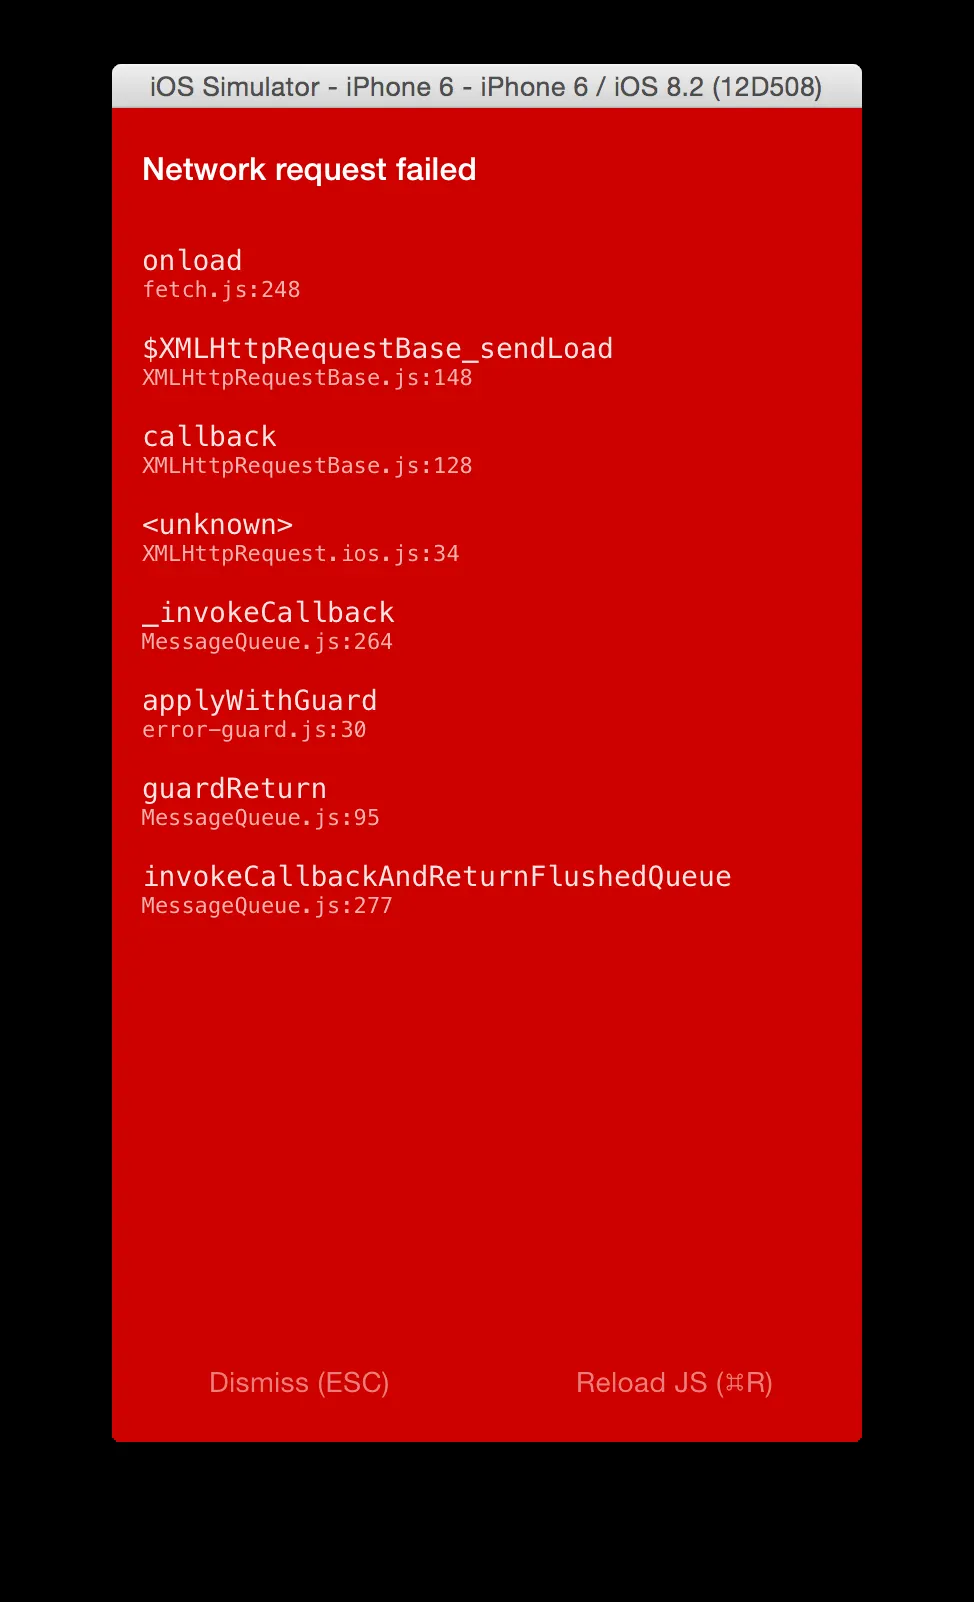 iOS Simulator - iPhone 6 - iPhone 6 / iOS 8.2 (12D508)
Network request failed
onload
fetch.js:248
$XMLHttpRequestBase_sendLoad
XMLHttpRequestBase.js:148
callback
XMLHttpRequestBase.js:128
<unknown>
XMLHttpRequest.ios.js:34
_invokeCallback
MessageQueue.js:264
applyWithGuard
error-guard.js:30
guardReturn
MessageQueue.js:95
invokeCallbackAndReturnFlushedQueue
MessageQueue.js:277
Dismiss (ESC) Reload JS (⌘R)